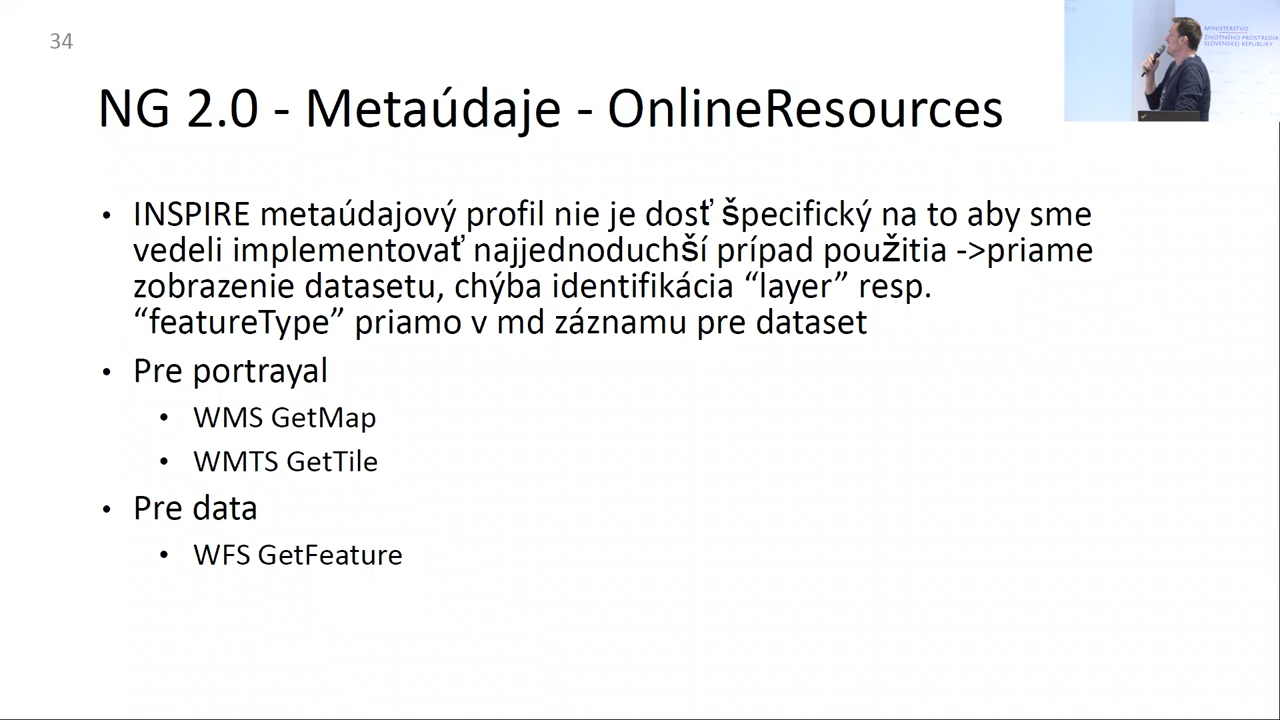 34
MINISTERSTVO
ŽIVOTNÉHO PROSTREDIA
SLOVENSKEJ REPUBLIKY
NG 2.0 - Metaúdaje - OnlineResources
• INSPIRE metaúdajový profil nie je dosť špecifický na to aby sme
vedeli implementovať najjednoduchší prípad použitia ->priame
zobrazenie datasetu, chýba identifikácia “layer” resp.
“featureType” priamo v md záznamu pre dataset
• Pre portrayal
• WMS GetMap
• WMTS GetTile
• Pre data
• WFS GetFeature